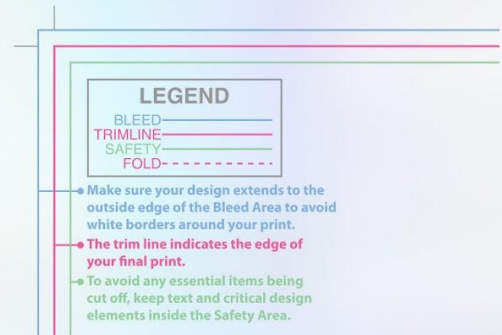 LEGEND
BLEED
TRIMLINE
SAFETY
FOLD
Make sure your design extends to the
outside edge of the Bleed Area to avoid
white borders around your print.
The trim line indicates the edge of
your final print.
To avoid any essential items being
cut off, keep text and critical design
elements inside the Safety Area.